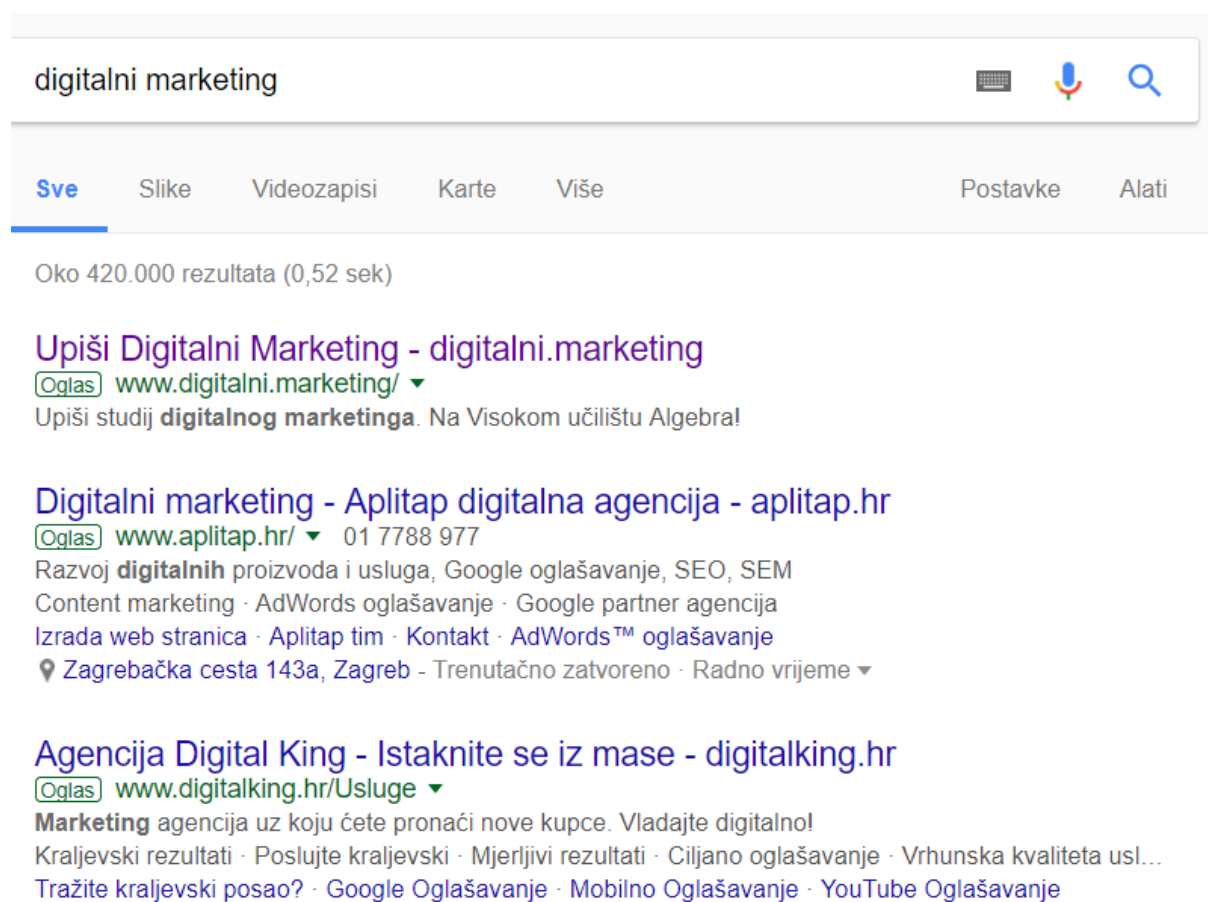 digitalni marketing
Sve Slike Videozapisi Karte Više Postavke Alati
Oko 420.000 rezultata (0,52 sek)
Upiši Digitalni Marketing - digitalni.marketing
Oglas www.digitalni.marketing/
Upiši studij digitalnog marketinga. Na Visokom učilištu Algebra!
Digitalni marketing - Aplitap digitalna agencija - aplitap.hr
Oglas www.aplitap.hr/ 01 7788 977
Razvoj digitalnih proizvoda i usluga, Google oglašavanje, SEO, SEM
Content marketing · AdWords oglašavanje · Google partner agencija
Izrada web stranica · Aplitap tim · Kontakt · AdWords™ oglašavanje
Zagrebačka cesta 143a, Zagreb - Trenutačno zatvoreno · Radno vrijeme
Agencija Digital King - Istaknite se iz mase - digitalking.hr
Oglas www.digitalking.hr/Usluge
Marketing agencija uz koju ćete pronaći nove kupce. Vladajte digitalno!
Kraljevski rezultati · Poslujte kraljevski · Mjerljivi rezultati · Ciljano oglašavanje · Vrhunska kvaliteta usl...
Tražite kraljevski posao? · Google Oglašavanje · Mobilno Oglašavanje · YouTube Oglašavanje